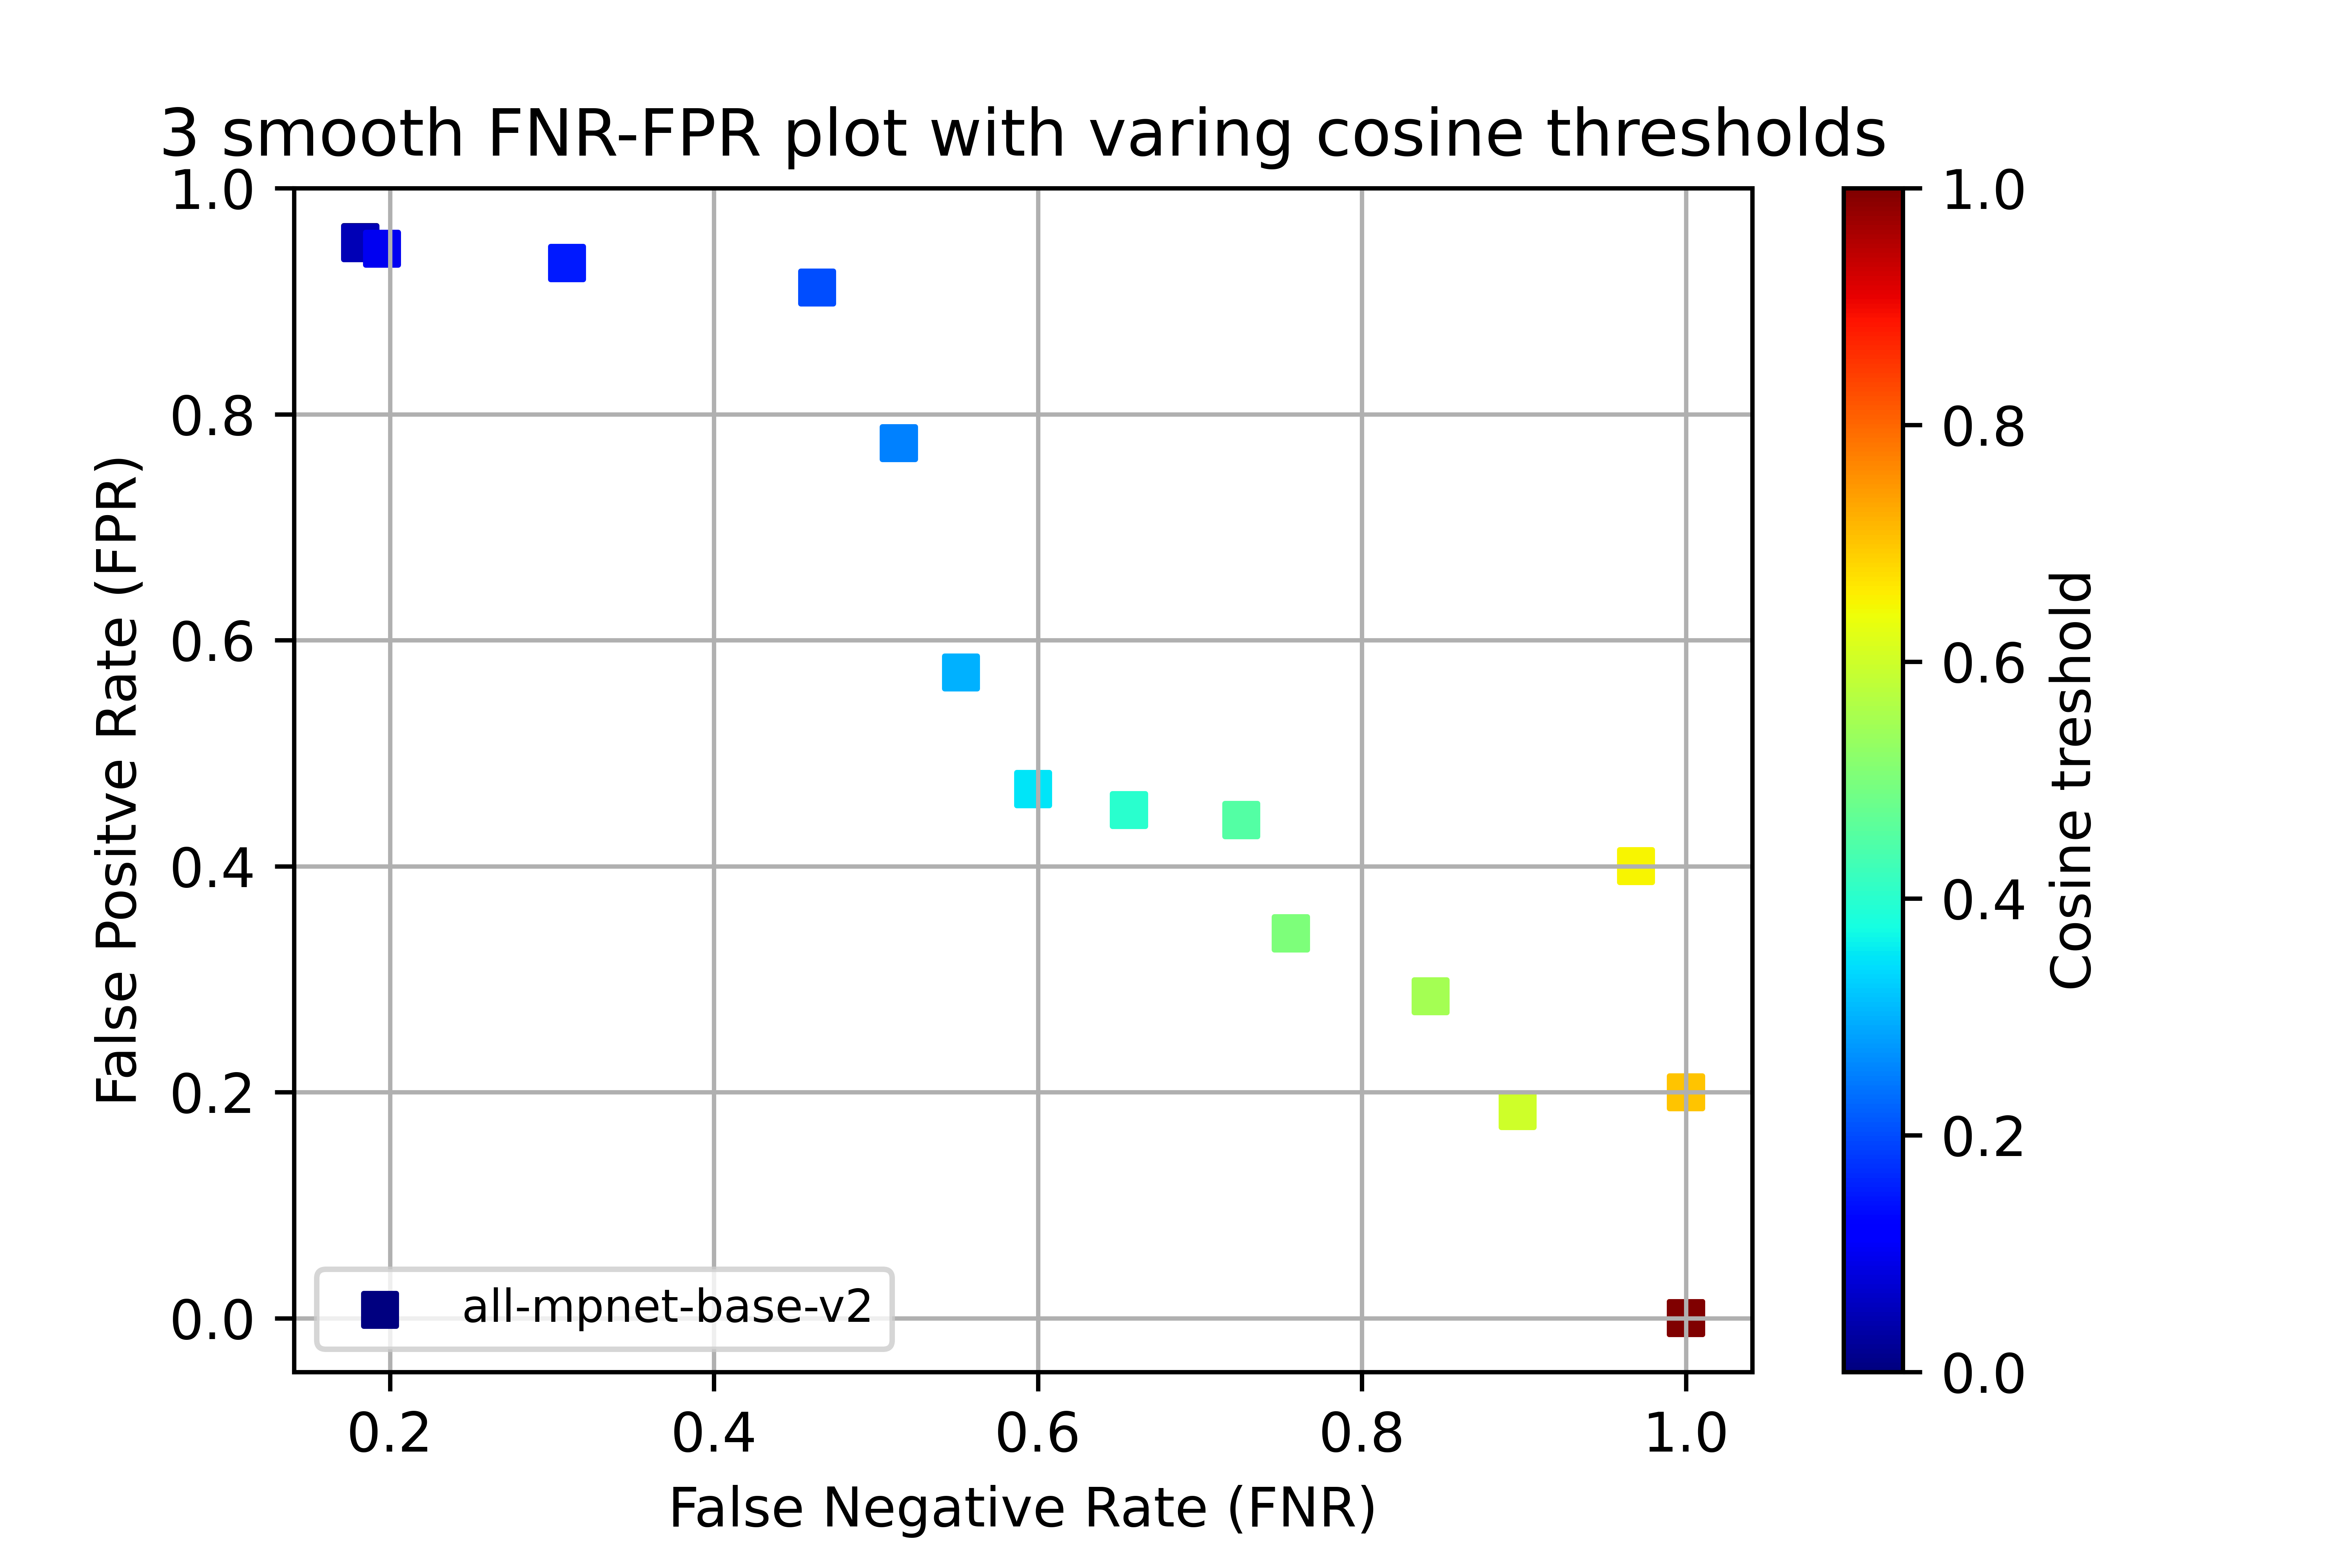 3 smooth FNR-FPR plot with varing cosine thresholds
1.0
0.8
0.6
0.4
0.2
0.0
False Positve Rate (FPR)
all-mpnet-base-v2
0.2 0.4 0.6 0.8 1.0
False Negative Rate (FNR)
1.0
0.8
0.6
0.4
0.2
0.0
Cosine treshold